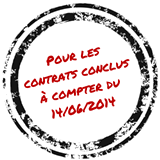 Pour les
contrats conclus
à compter du
14/06/2014